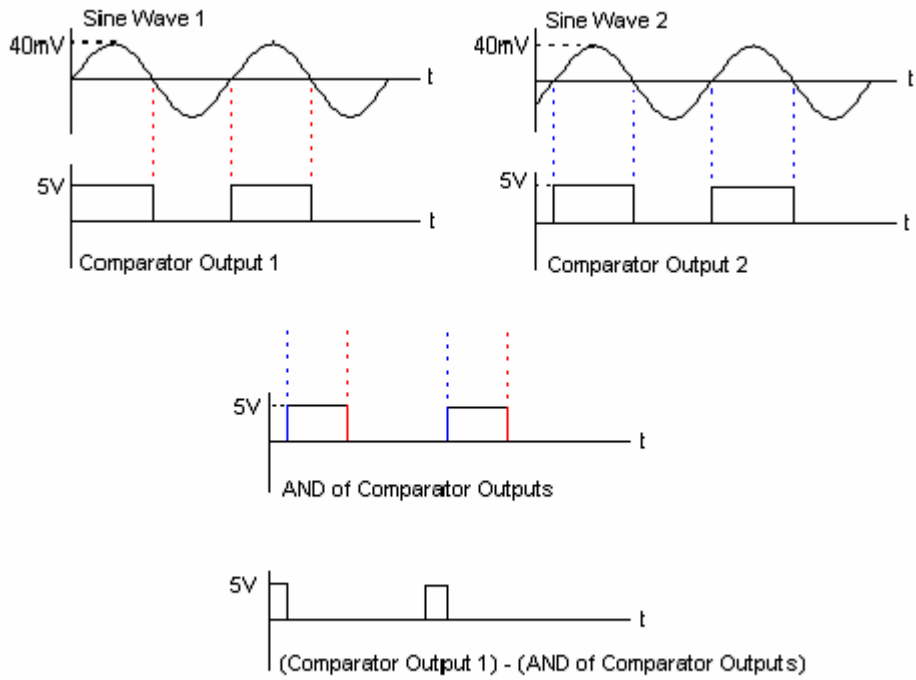 Sine Wave 1
40mV
t
5V
t
Comparator Output 1
Sine Wave 2
40mV
t
5V
t
Comparator Output 2
5V
t
AND of Comparator Outputs
5V
t
(Comparator Output 1) - (AND of Comparator Outputs)